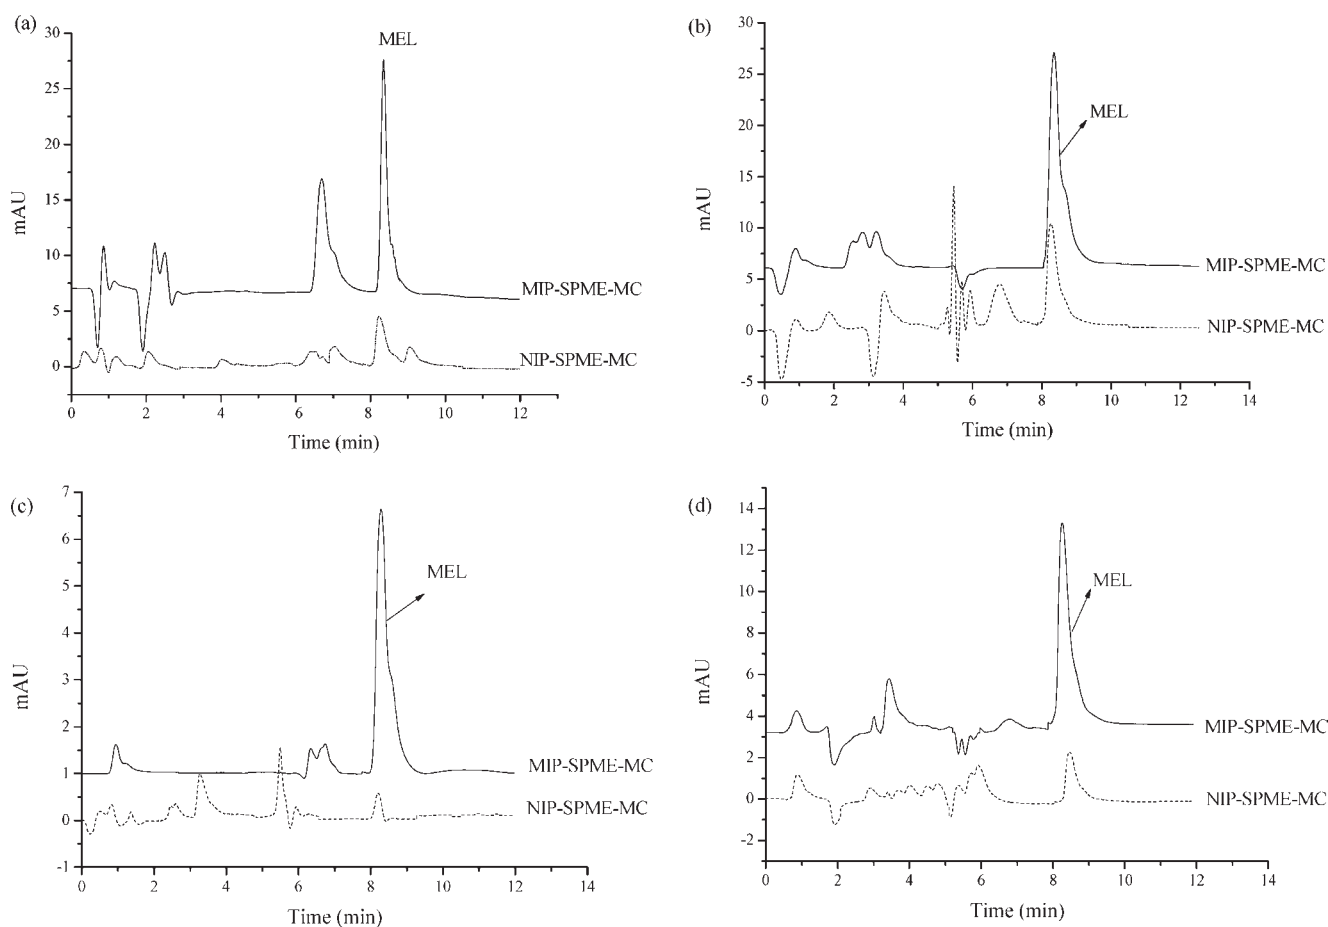 (a)
MEL
mAU
30
25
20
15
10
5
0
MIP-SPME-MC
NIP-SPME-MC
0 2 4 6 8 10 12
Time (min)
(b)
MEL
mAU
30
25
20
15
10
5
0
-5
MIP-SPME-MC
NIP-SPME-MC
0 2 4 6 8 10 12 14
Time (min)
(c)
MEL
mAU
7
6
5
4
3
2
1
0
-1
MIP-SPME-MC
NIP-SPME-MC
0 2 4 6 8 10 12 14
Time (min)
(d)
MEL
mAU
14
12
10
8
6
4
2
0
-2
MIP-SPME-MC
NIP-SPME-MC
0 2 4 6 8 10 12 14
Time (min)